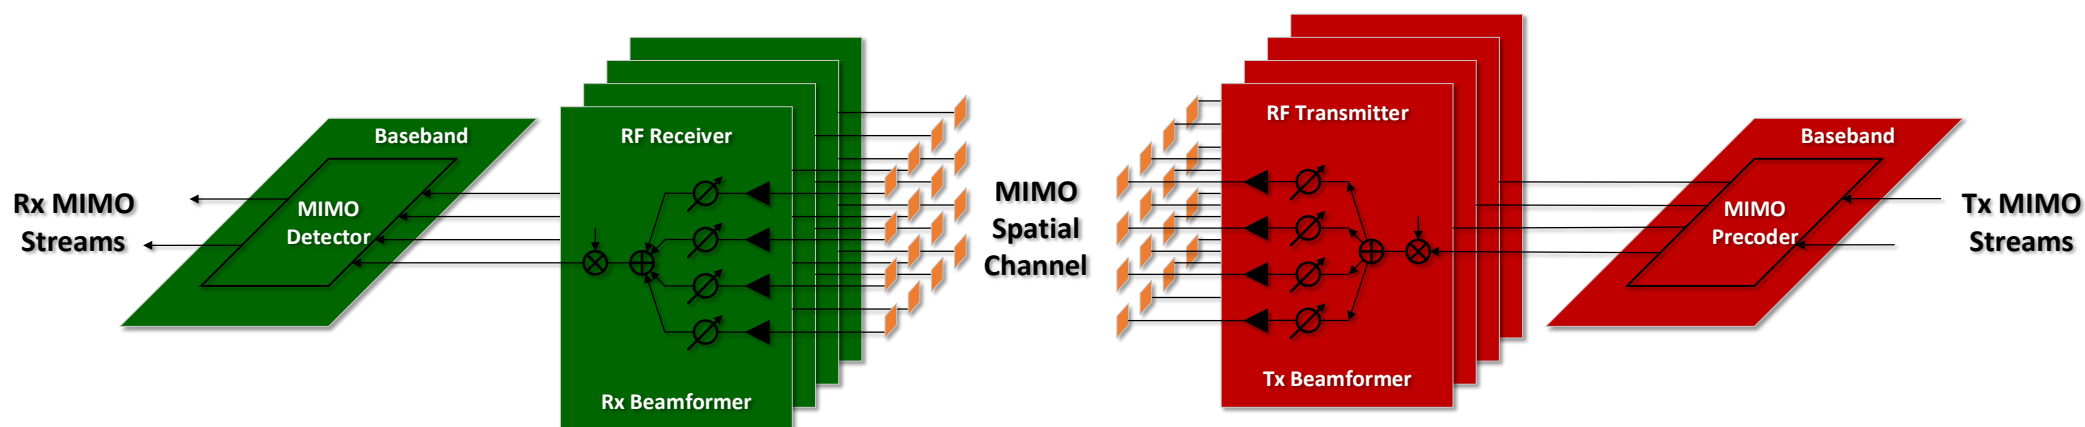 Rx MIMO
Streams
Baseband
MIMO
Detector
RF Receiver
Rx Beamformer
MIMO
Spatial
Channel
RF Transmitter
Tx Beamformer
Baseband
MIMO
Precoder
Tx MIMO
Streams